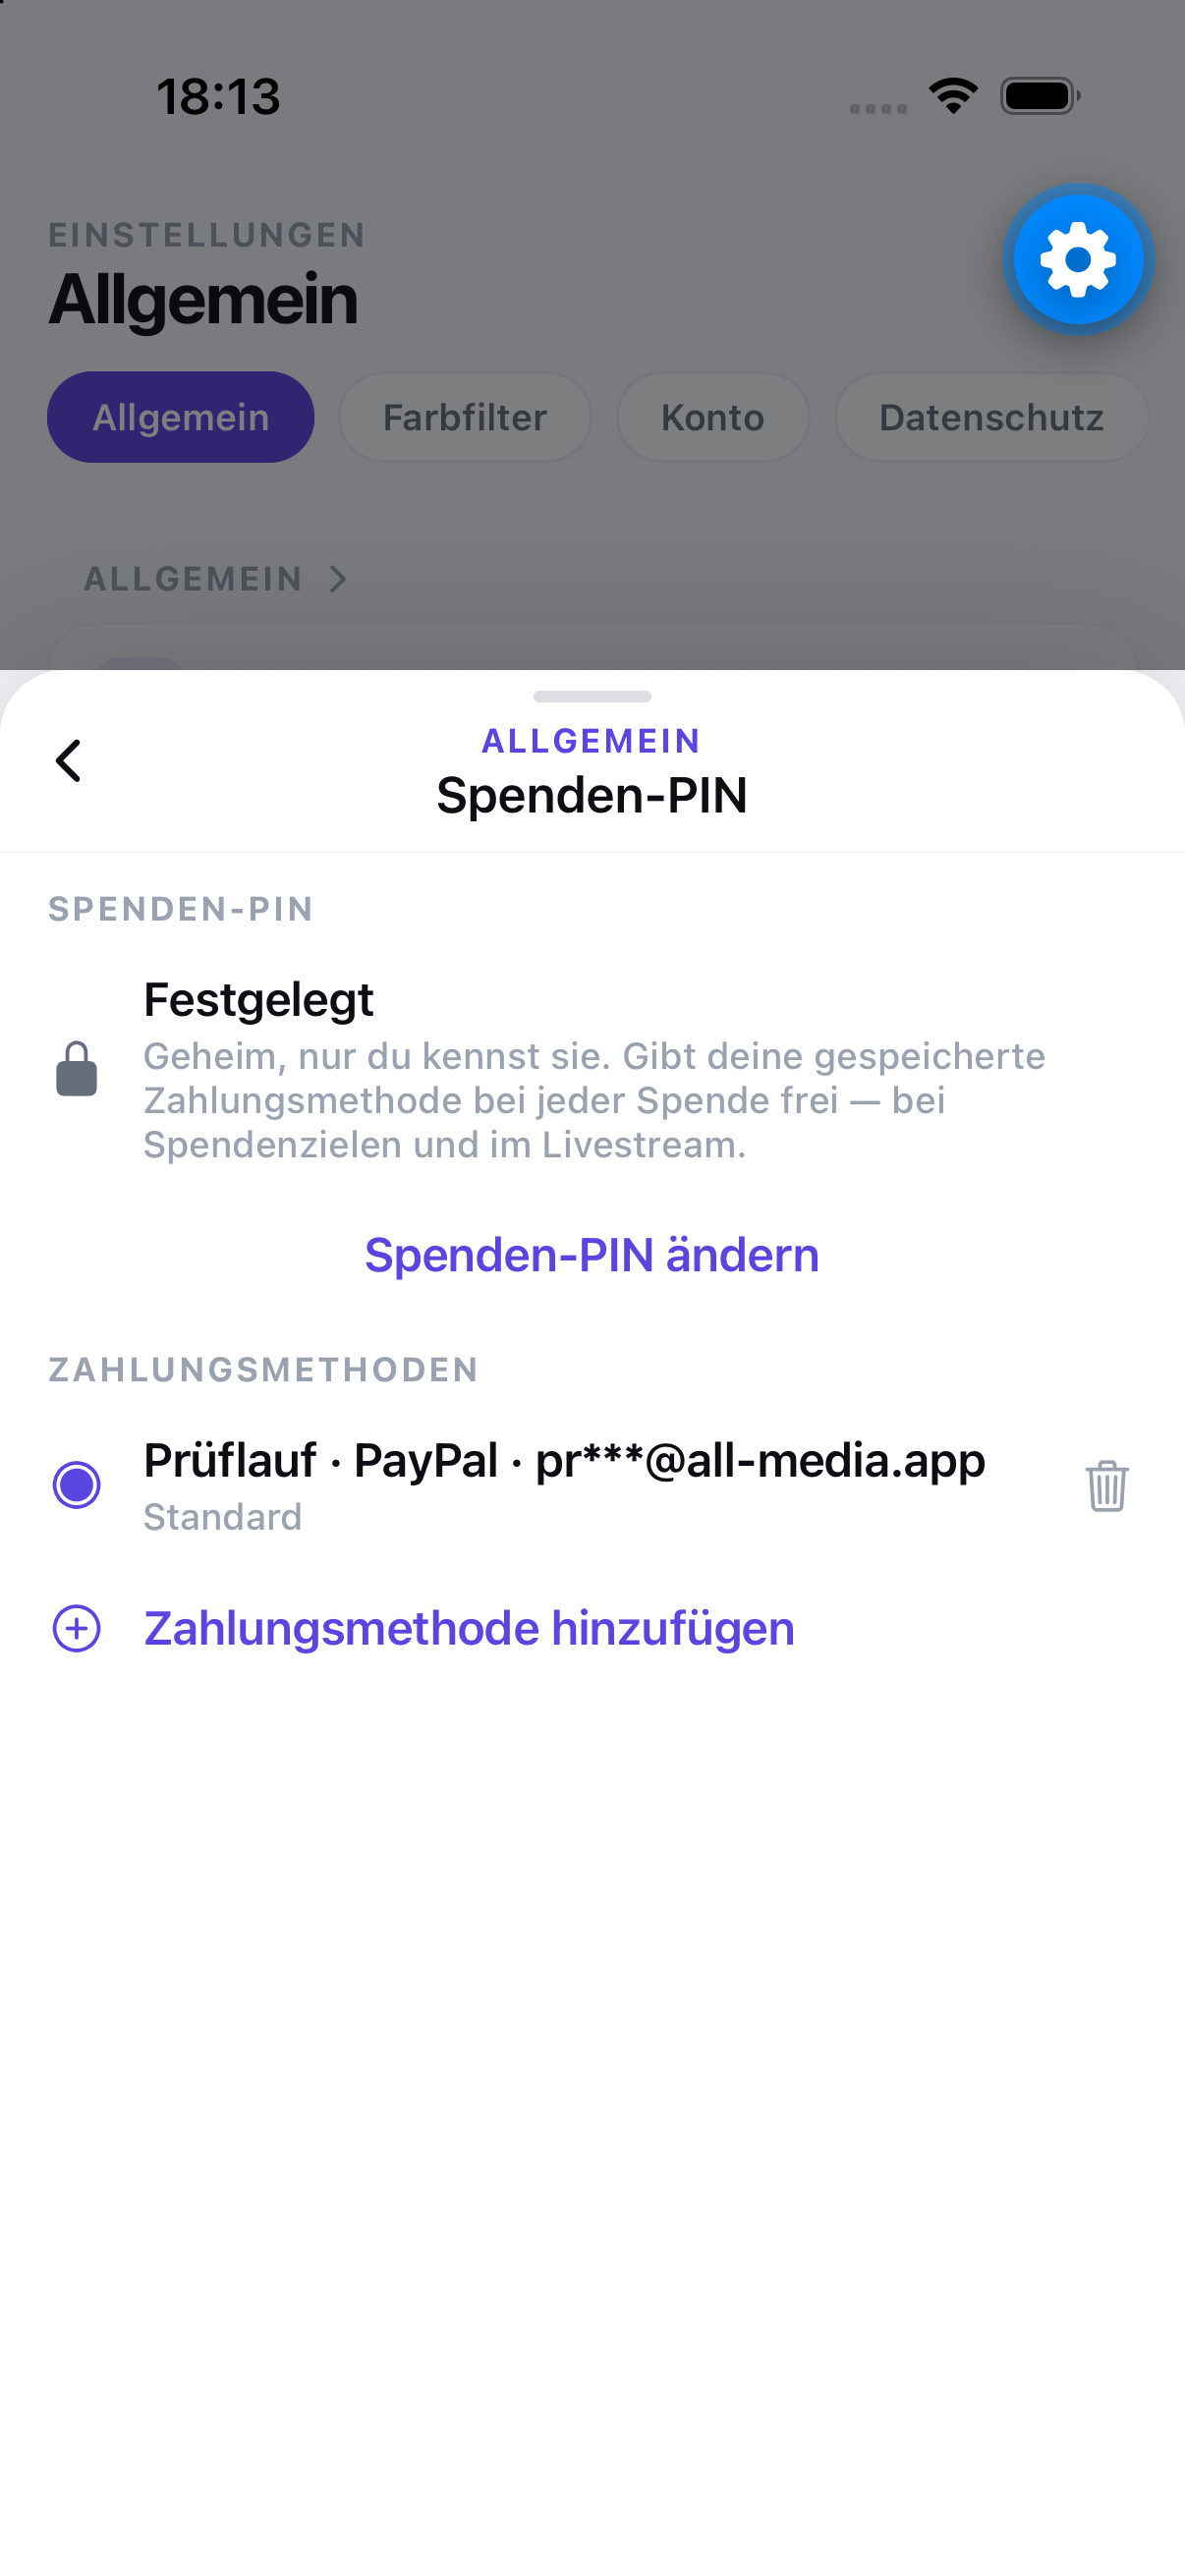 18:13
EINSTELLUNGEN
Allgemein
Allgemein
Farbfilter
Konto
Datenschutz
ALLGEMEIN
ALLGEMEIN
Spenden-PIN
SPENDEN-PIN
Festgelegt
Geheim, nur du kennst sie. Gibt deine gespeicherte
Zahlungsmethode bei jeder Spende frei — bei
Spendenzielen und im Livestream.
Spenden-PIN ändern
ZAHLUNGSMETHODEN
Prüflauf · PayPal · pr***@all-media.app
Standard
Zahlungsmethode hinzufügen